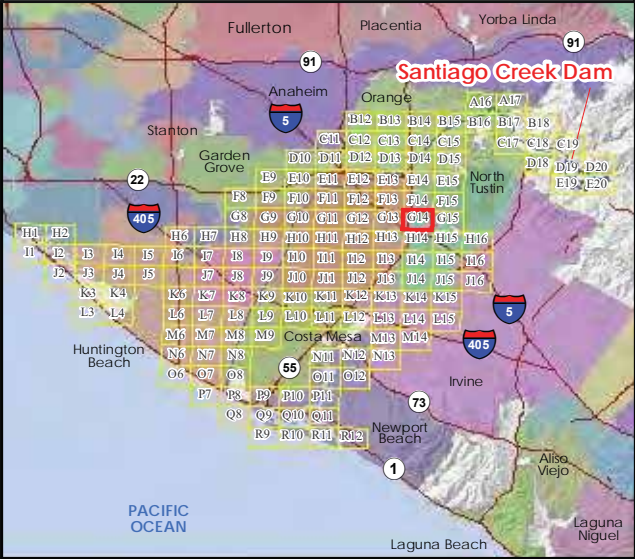 Fullerton
Placentia
Yorba Linda
91
91
Santiago Creek Dam
Anaheim
Orange
A16 A17
5
B12 B13 B14 B15 B16 B17 B18
Stanton
C11 C12 C13 C14 C15 C17 C18 C19
Garden
Grove
D10 D11 D12 D13 D14 D15 D18 D19 D20
22
E9 E10 E11 E12 E13 E14 E15 E19 E20
North
Tustin
405
F8 F9 F10 F11 F12 F13 F14 F15
G8 G9 G10 G11 G12 G13 G14 G15
H1 H2 H6 H7 H8 H9 H10 H11 H12 H13 H14 H15 H16
I1 I2 I3 I4 I5 I6 I7 I8 I9 I10 I11 I12 I13 I14 I15 I16
J2 J3 J4 J5 J7 J8 J9 J10 J11 J12 J13 J14 J15 J16
K3 K4 K6 K7 K8 K9 K10 K11 K12 K13 K14 K15
5
L3 L4 L6 L7 L8 L9 L10 L11 L12 L13 L14 L15
M6 M7 M8 M9 Costa Mesa M13 M14
405
Huntington
Beach
N6 N7 N8 N11 N12 N13
55
O6 O7 O8 O11 O12
Irvine
P7 P8 P9 P10 P11
73
Q8 Q9 Q10 Q11
Newport
Beach
R9 R10 R11 R12
1
Aliso
Viejo
PACIFIC
OCEAN
Laguna
Niguel
Laguna Beach